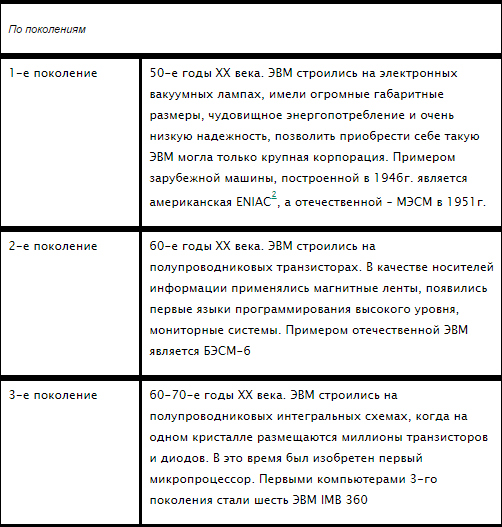 По поколениям
1-е поколение
50-е годы XX века. ЭВМ строились на электронных
вакуумных лампах, имели огромные габаритные
размеры, чудовищное энергопотребление и очень
низкую надежность, позволить приобрести себе такую
ЭВМ могла только крупная корпорация. Примером
зарубежной машины, построенной в 1946г. является
американская ENIAC2, а отечественной – МЭСМ в 1951г.
2-е поколение
60-е годы XX века. ЭВМ строились на
полупроводниковых транзисторах. В качестве носителей
информации применялись магнитные ленты, появились
первые языки программирования высокого уровня,
мониторные системы. Примером отечественной ЭВМ
является БЭСМ-6
3-е поколение
60-70-е годы XX века. ЭВМ строились на
полупроводниковых интегральных схемах, когда на
одном кристалле размещаются миллионы транзисторов
и диодов. В это время был изобретен первый
микропроцессор. Первыми компьютерами 3-го
поколения стали шесть ЭВМ IMB 360